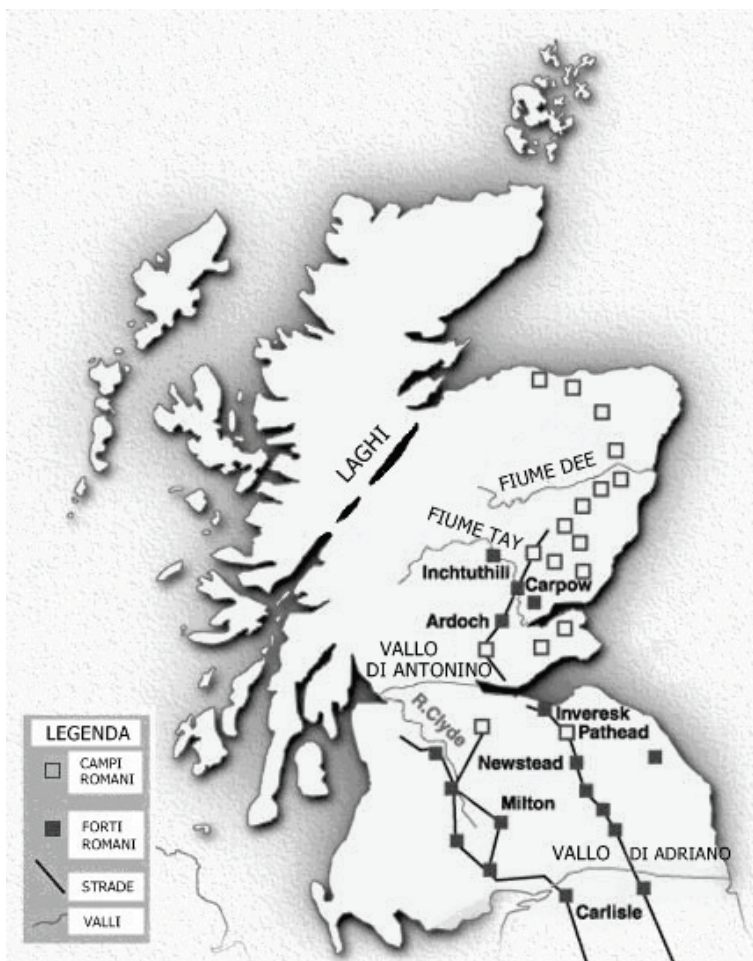 LAGHI
FIUME DEE
FIUME TAY
Inchtuthill
Carpow
Ardoch
VALLO
DI ANTONINO
R.Clyde
Inveresk
Pathead
Newstead
Milton
VALLO DI ADRIANO
Carlisle
LEGENDA
CAMPI
ROMANI
FORTI
ROMANI
STRADE
VALLI